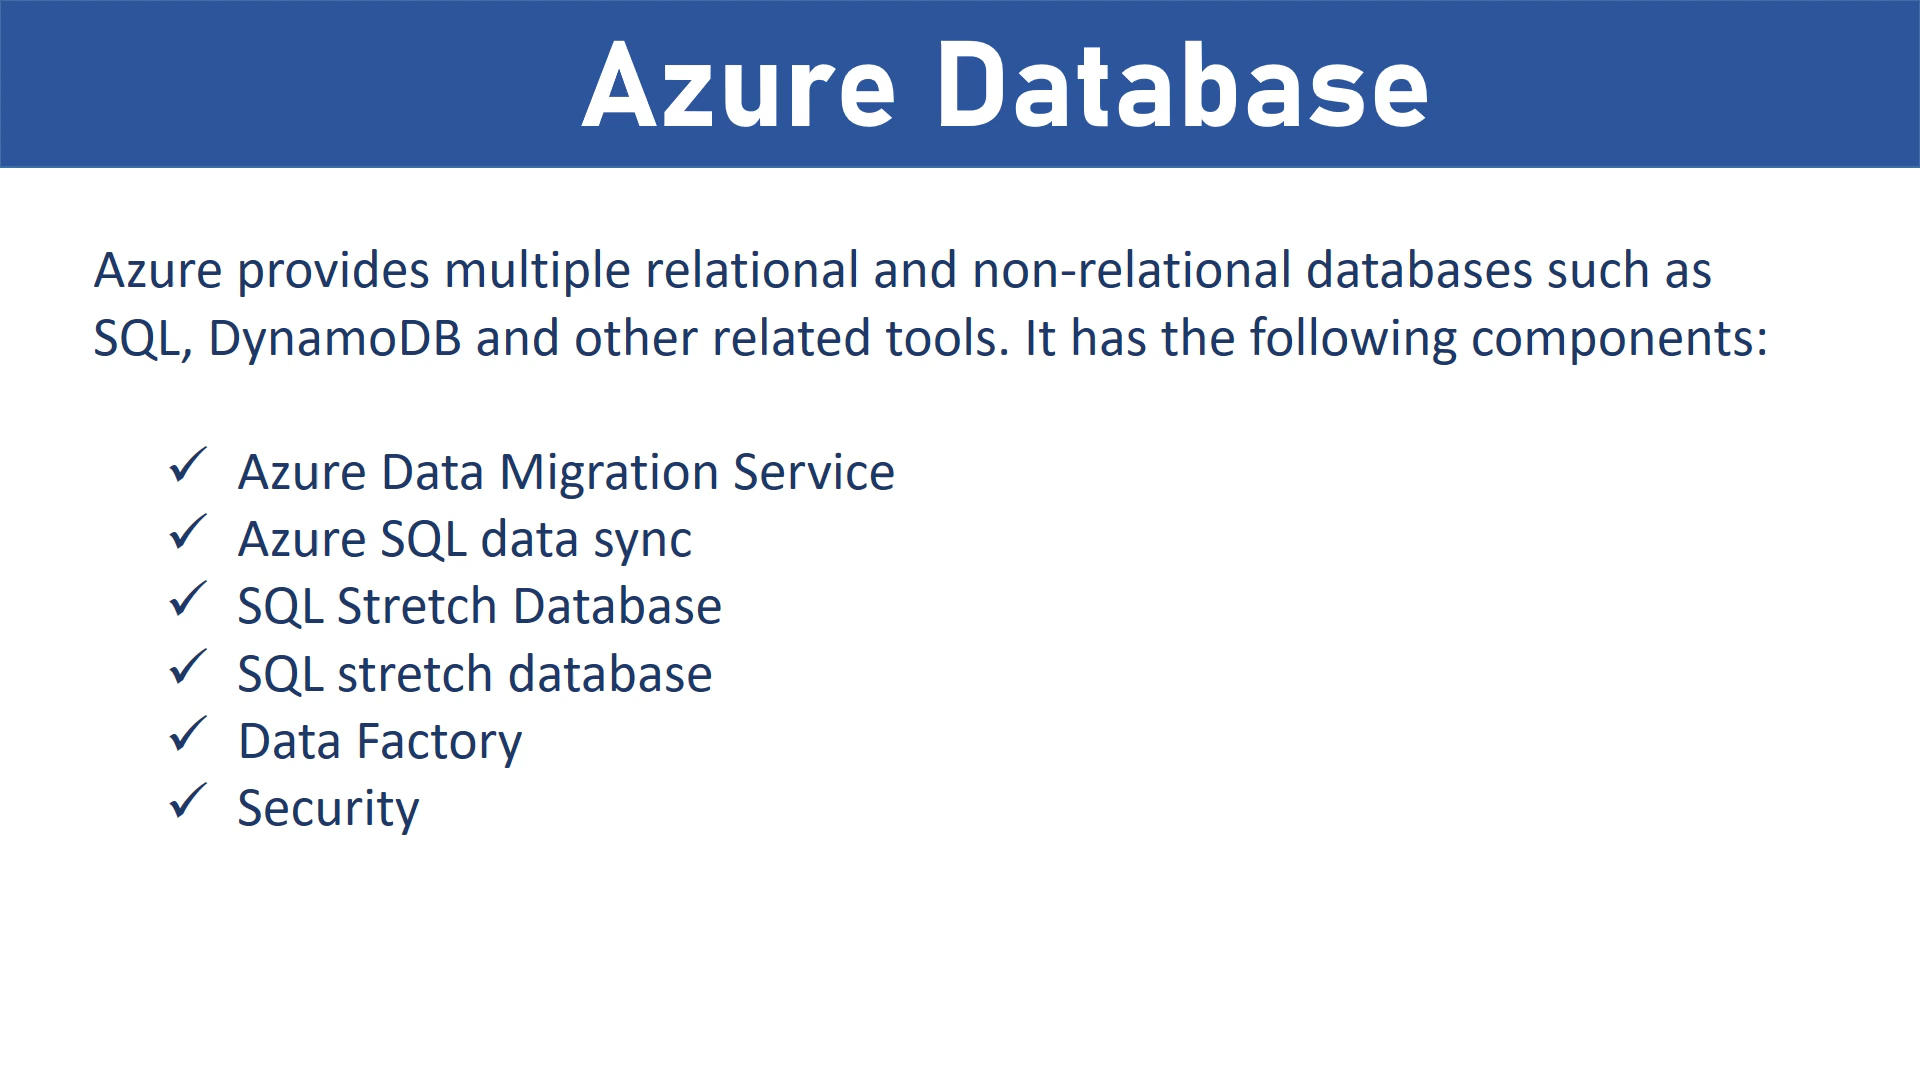 Azure Database
Azure provides multiple relational and non-relational databases such as
SQL, DynamoDB and other related tools. It has the following components:
✓ Azure Data Migration Service
✓ Azure SQL data sync
✓ SQL Stretch Database
✓ SQL stretch database
✓ Data Factory
✓ Security